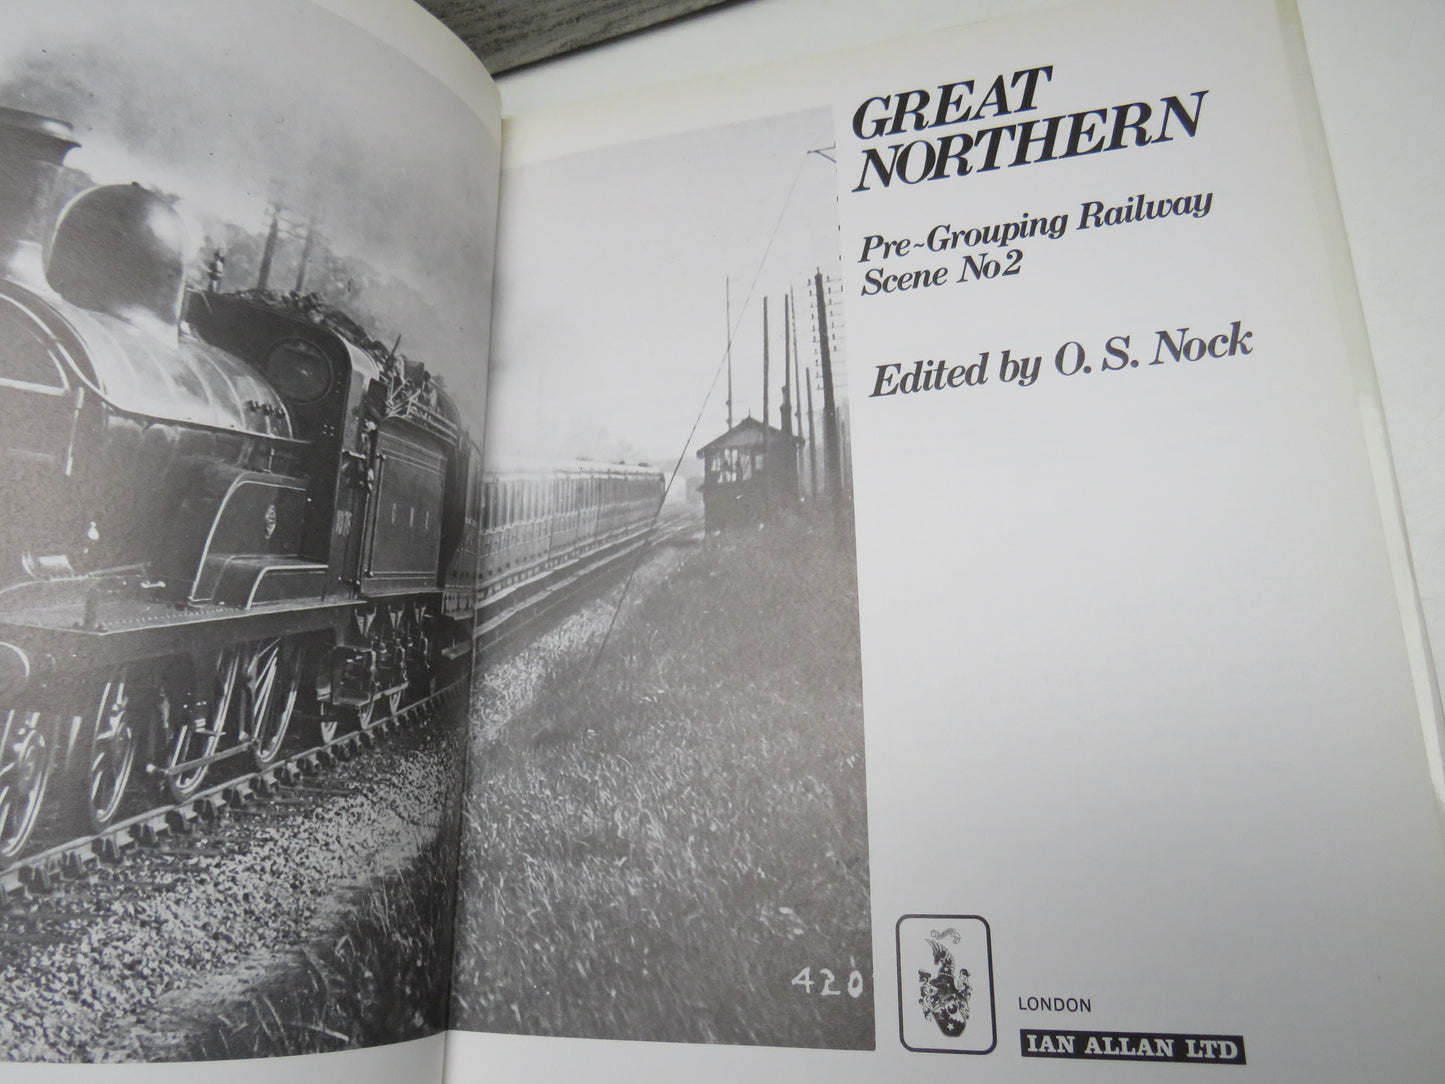 GREAT
NORTHERN
Pre-Grouping Railway
Scene No2
Edited by O. S. Nock
420
LONDON
IAN ALLAN LTD